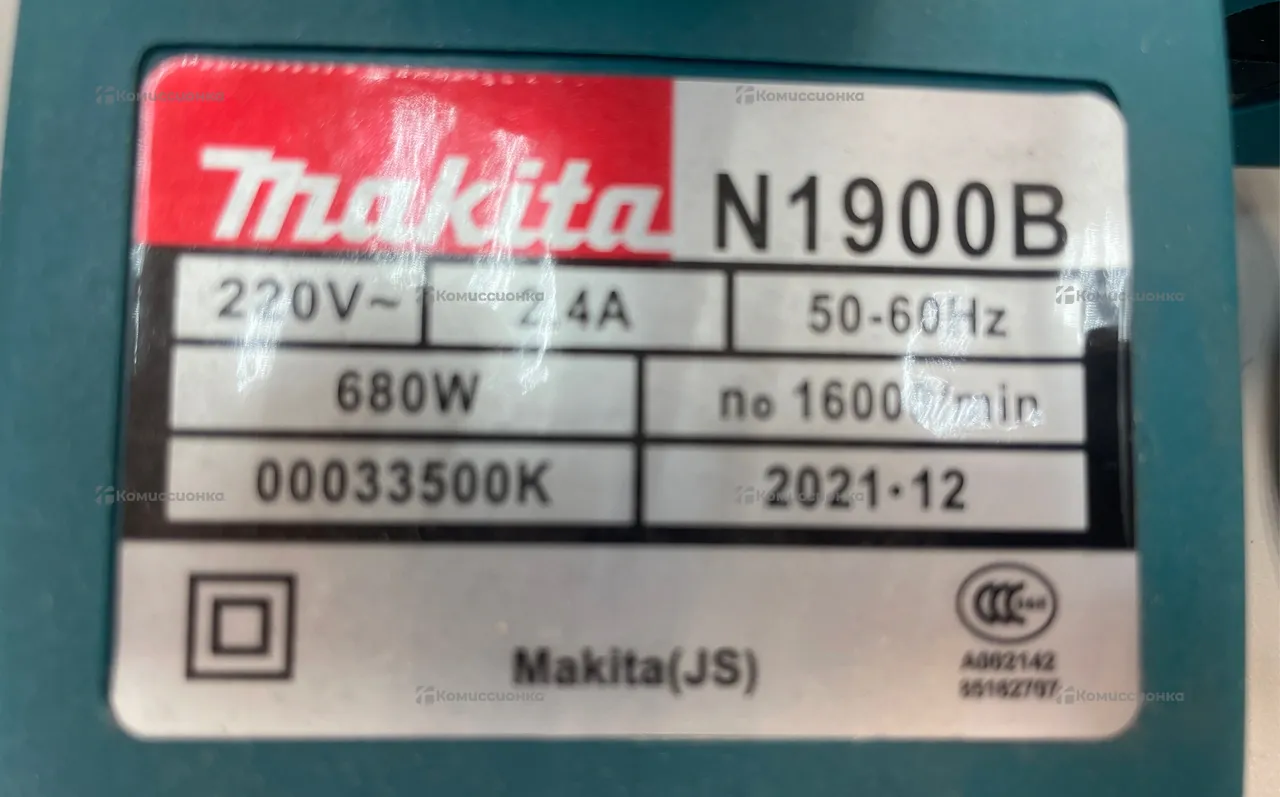 Makita N1900B
220V~ 2.4A 50-60Hz
680W no 16000/min
00033500K 2021·12
Makita(JS)
A062142
Комиссионка
Комиссионка
Комиссионка
Комиссионка
Комиссионка
Комиссионка
Комиссионка
Комиссионка